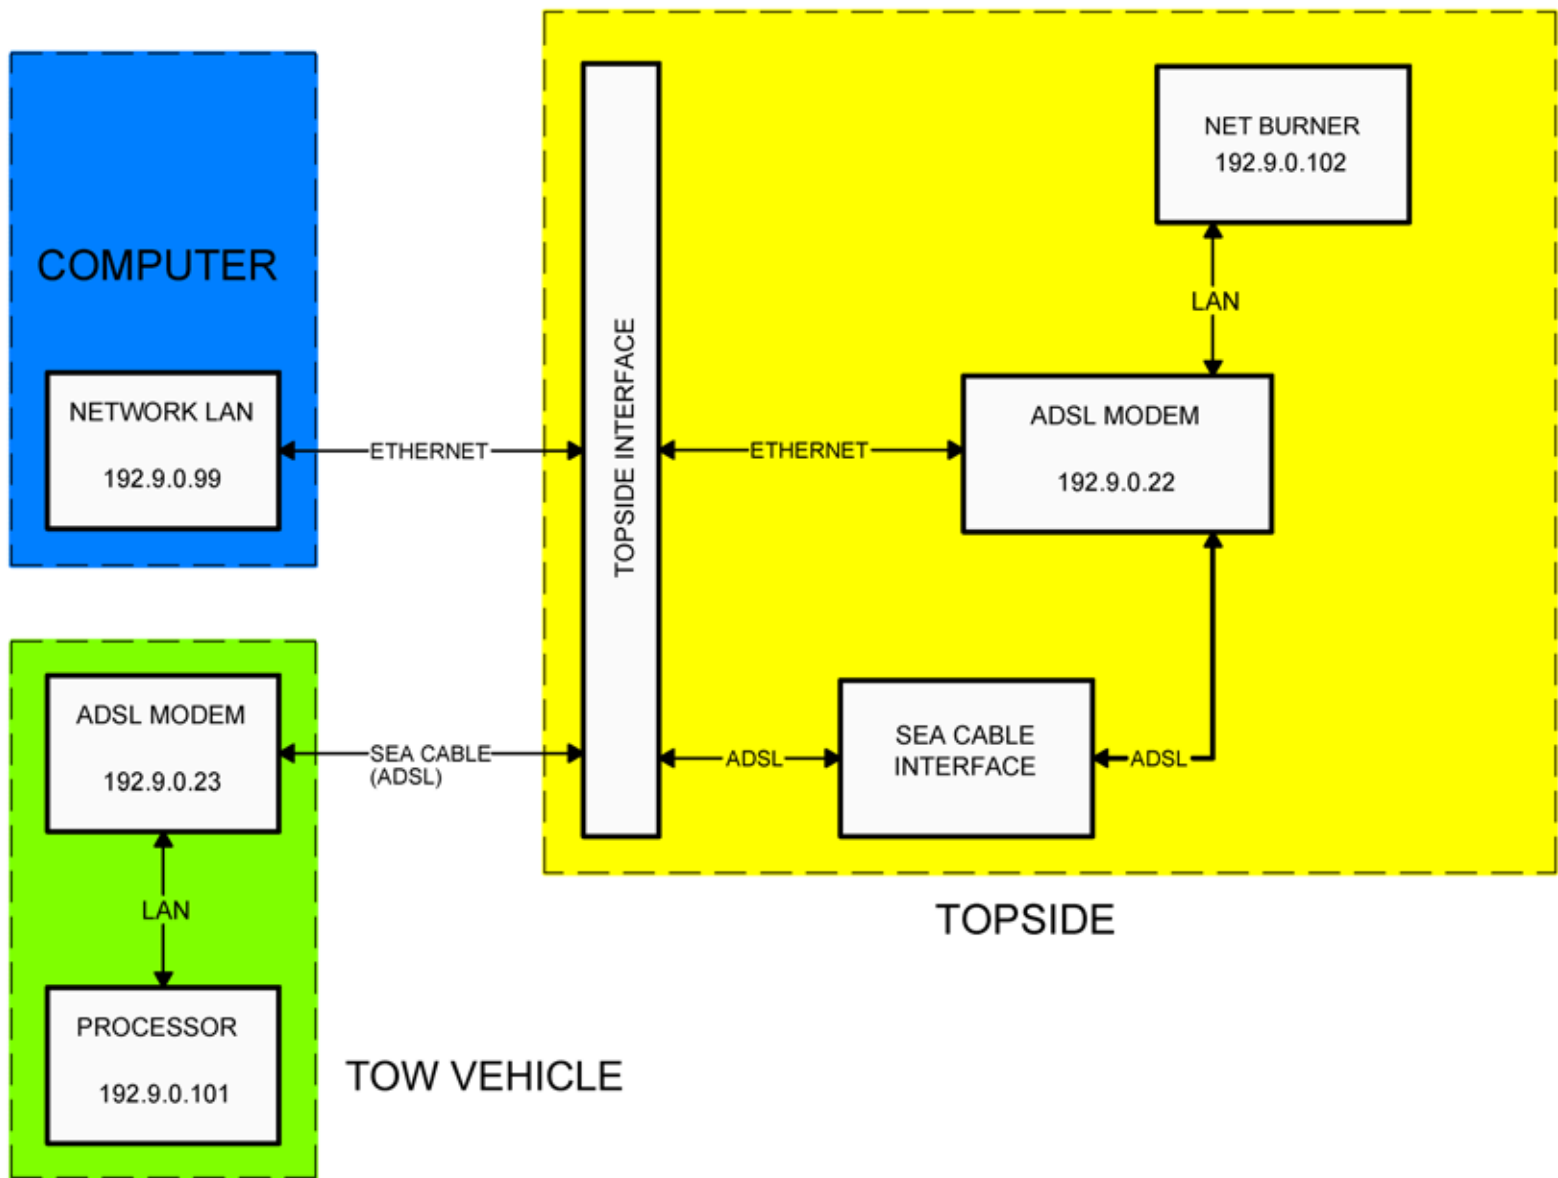 COMPUTER
NETWORK LAN
192.9.0.99
ETHERNET
TOPSIDE INTERFACE
ETHERNET
NET BURNER
192.9.0.102
LAN
ADSL MODEM
192.9.0.22
ADSL MODEM
192.9.0.23
SEA CABLE
(ADSL)
ADSL
SEA CABLE
INTERFACE
ADSL
LAN
TOPSIDE
PROCESSOR
192.9.0.101
TOW VEHICLE